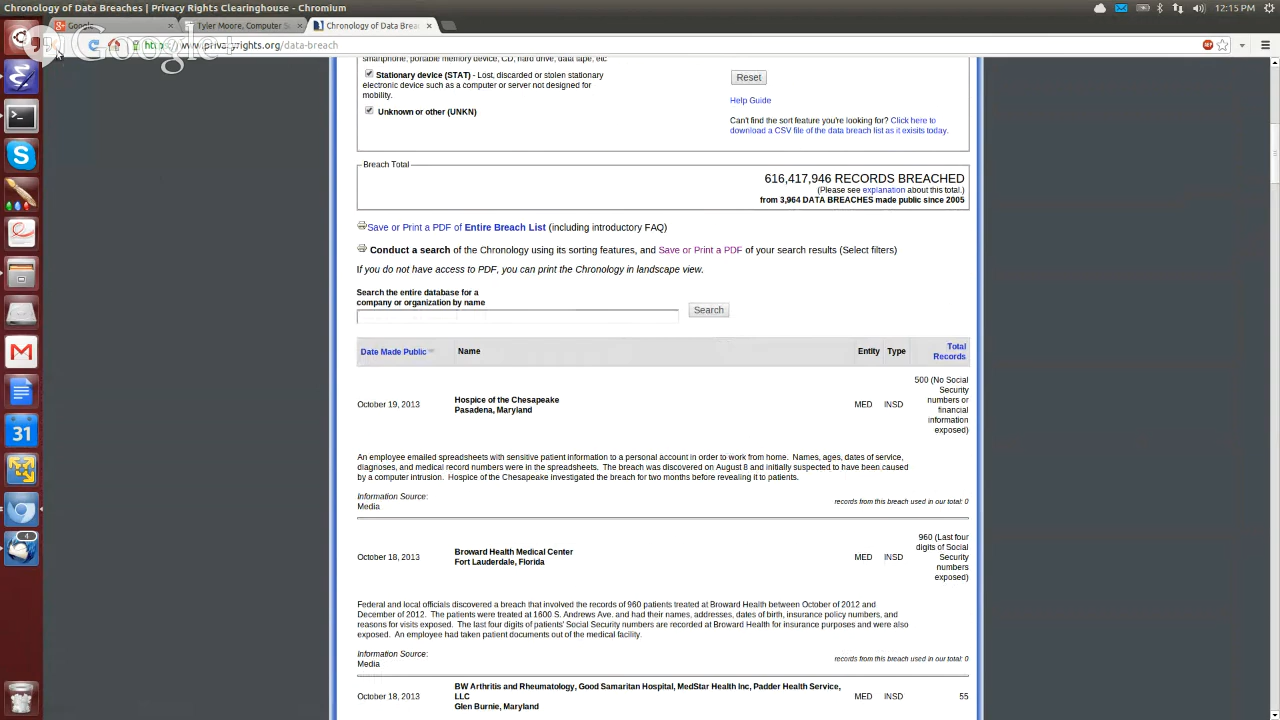 Chronology of Data Breaches | Privacy Rights Clearinghouse - Chromium
12:15 PM
Google
Tyler Moore, Computer S
Chronology of Data Brea
Google+
www.privacyrights.org/data-breach
smartphone, portable memory device, CD, hard drive, data tape, etc
Stationary device (STAT) - Lost, discarded or stolen stationary
electronic device such as a computer or server not designed for
mobility.
Unknown or other (UNKN)
Reset
Help Guide
Can't find the sort feature you're looking for? Click here to
download a CSV file of the data breach list as it exisits today.
Breach Total
616,417,946 RECORDS BREACHED
(Please see explanation about this total.)
from 3,964 DATA BREACHES made public since 2005
Save or Print a PDF of Entire Breach List (including introductory FAQ)
Conduct a search of the Chronology using its sorting features, and Save or Print a PDF of your search results (Select filters)
If you do not have access to PDF, you can print the Chronology in landscape view.
Search the entire database for a
company or organization by name
Search
Date Made Public Name Entity Type Total
Records
October 19, 2013
Hospice of the Chesapeake
Pasadena, Maryland
MED INSD
500 (No Social
Security
numbers or
financial
information
exposed)
An employee emailed spreadsheets with sensitive patient information to a personal account in order to work from home. Names, ages, dates of service,
diagnoses, and medical record numbers were in the spreadsheets. The breach was discovered on August 8 and initially suspected to have been caused
by a computer intrusion. Hospice of the Chesapeake investigated the breach for two months before revealing it to patients.
Information Source:
Media
records from this breach used in our total: 0
October 18, 2013
Broward Health Medical Center
Fort Lauderdale, Florida
MED INSD
960 (Last four
digits of Social
Security
numbers
exposed)
Federal and local officials discovered a breach that involved the records of 960 patients treated at Broward Health between October of 2012 and
December of 2012. The patients were treated at 1600 S. Andrews Ave. and had their names, addresses, dates of birth, insurance policy numbers, and
reasons for visits exposed. The last four digits of patients' Social Security numbers are recorded at Broward Health for insurance purposes and were also
exposed. An employee had taken patient documents out of the medical facility.
Information Source:
Media
records from this breach used in our total: 0
October 18, 2013
BW Arthritis and Rheumatology, Good Samaritan Hospital, MedStar Health Inc, Padder Health Service,
LLC
Glen Burnie, Maryland
MED INSD 55
31
4